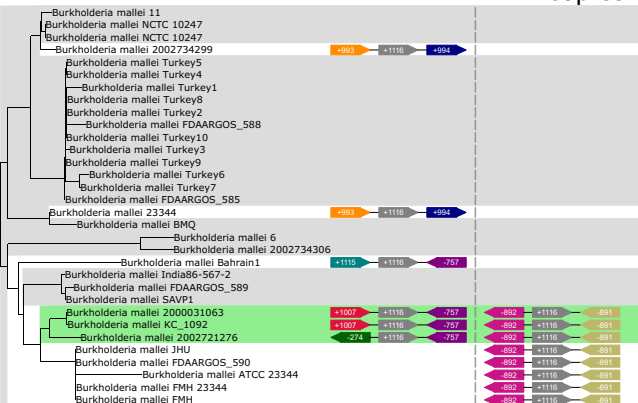 Burkholderia mallei 11
Burkholderia mallei NCTC 10247
Burkholderia mallei NCTC 10247
Burkholderia mallei 2002734299 +993 +1116 +994
Burkholderia mallei Turkey5
Burkholderia mallei Turkey4
Burkholderia mallei Turkey1
Burkholderia mallei Turkey8
Burkholderia mallei Turkey2
Burkholderia mallei FDAARGOS_588
Burkholderia mallei Turkey10
Burkholderia mallei Turkey3
Burkholderia mallei Turkey9
Burkholderia mallei Turkey6
Burkholderia mallei Turkey7
Burkholderia mallei FDAARGOS_585
Burkholderia mallei 23344 +993 +1116 +994
Burkholderia mallei BMQ
Burkholderia mallei 6
Burkholderia mallei 2002734306
Burkholderia mallei Bahrain1 +1115 +1116 -757
Burkholderia mallei India86-567-2
Burkholderia mallei FDAARGOS_589
Burkholderia mallei SAVP1
Burkholderia mallei 2000031063 +1007 +1116 -757 -892 +1116 -891
Burkholderia mallei KC_1092 +1007 +1116 -757 -892 +1116 -891
Burkholderia mallei 2002721276 -274 +1116 -757 -892 +1116 -891
Burkholderia mallei JHU -892 +1116 -891
Burkholderia mallei FDAARGOS_590 -892 +1116 -891
Burkholderia mallei ATCC 23344 -892 +1116 -891
Burkholderia mallei FMH 23344 -892 +1116 -891
Burkholderia mallei FMH -892 +1116 -891